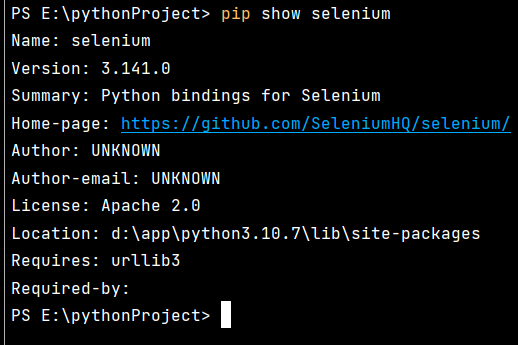 PS E:\pythonProject> pip show selenium
Name: selenium
Version: 3.141.0
Summary: Python bindings for Selenium
Home-page: https://github.com/SeleniumHQ/selenium/
Author: UNKNOWN
Author-email: UNKNOWN
License: Apache 2.0
Location: d:\app\python3.10.7\lib\site-packages
Requires: urllib3
Required-by:
PS E:\pythonProject>